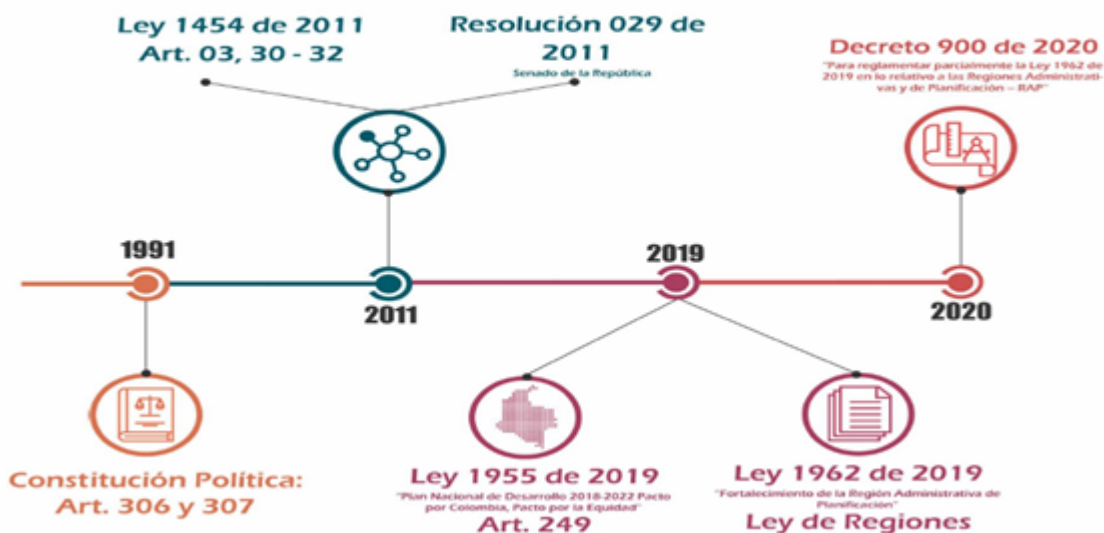 Ley 1454 de 2011
Art. 03, 30 - 32
Resolución 029 de
2011
Senado de la República
Decreto 900 de 2020
"Para reglamentar parcialmente la Ley 1962 de
2019 en lo relativo a las Regiones Administrati-
vas y de Planificación – RAP"
1991
2011
2019
2020
Constitución Política:
Art. 306 y 307
Ley 1955 de 2019
"Plan Nacional de Desarrollo 2018-2022 Pacto
por Colombia, Pacto por la Equidad"
Art. 249
Ley 1962 de 2019
"Fortalecimiento de la Región Administrativa de
Planificación"
Ley de Regiones